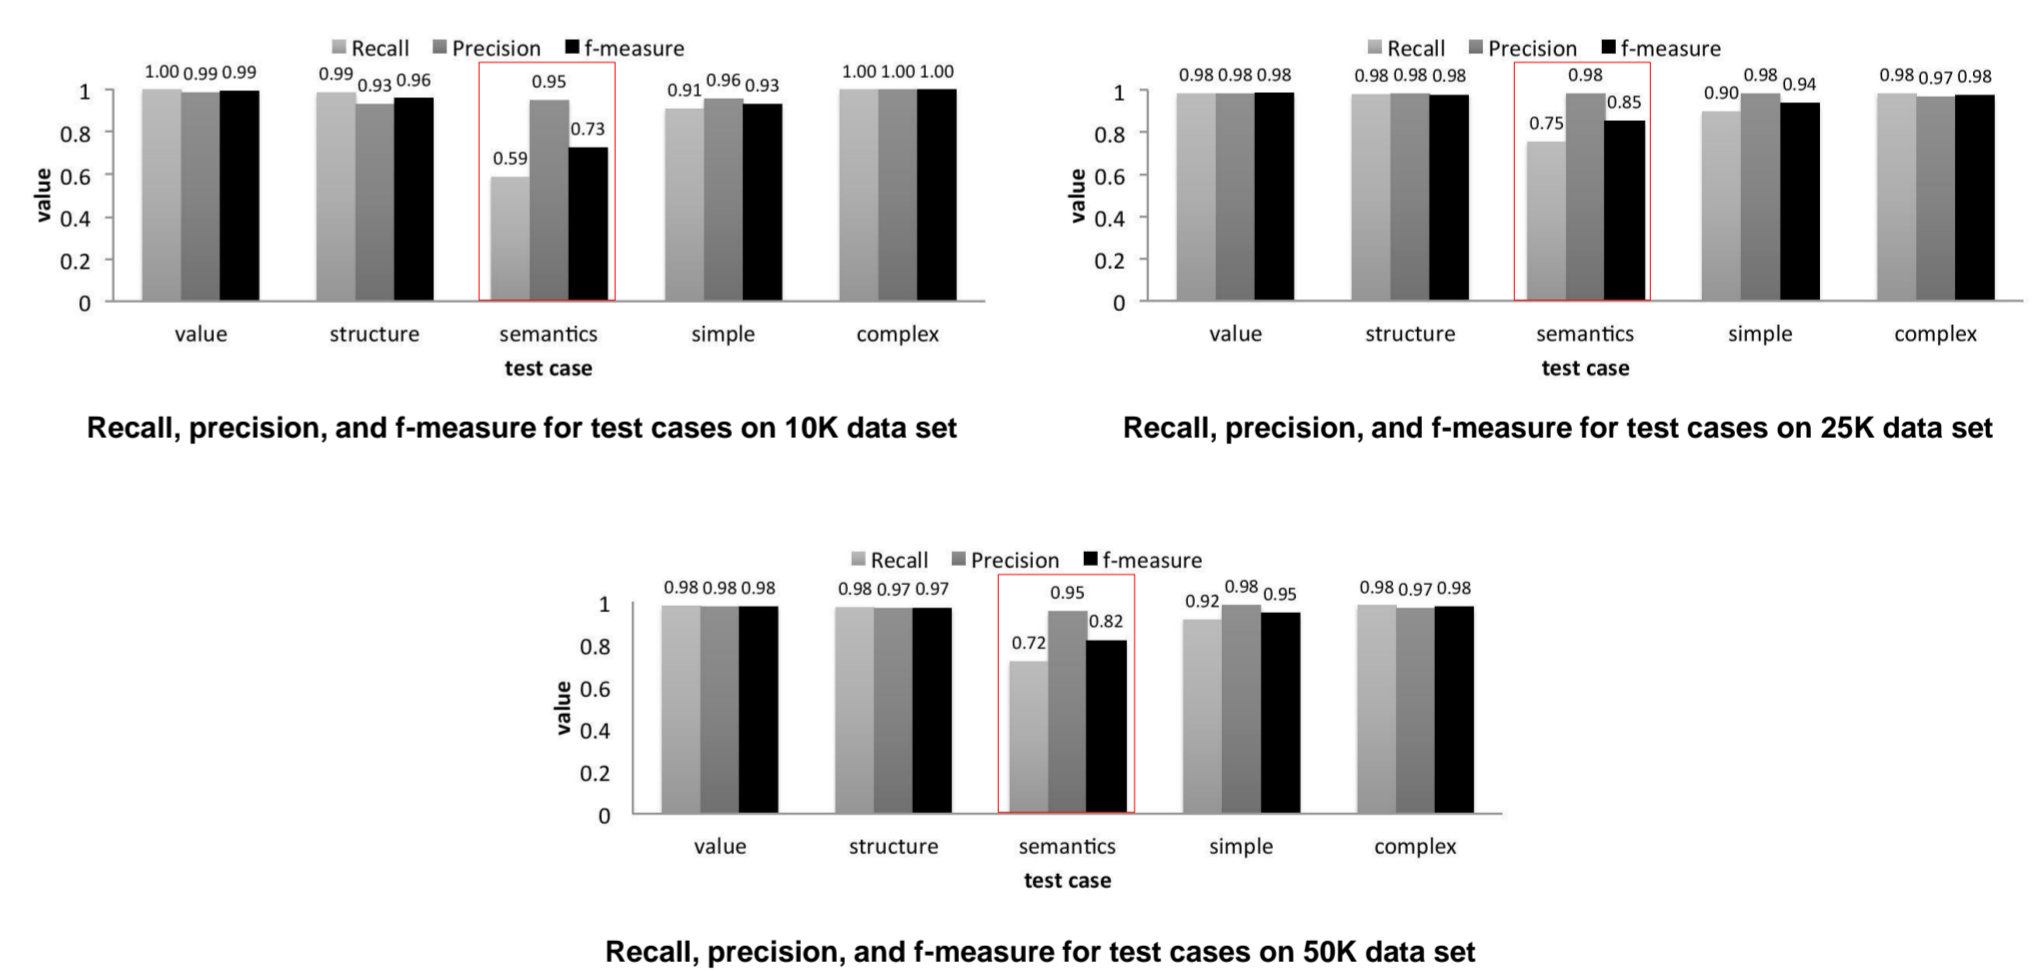 Recall Precision f-measure
1.00 0.99 0.99 0.99 0.93 0.96 0.59 0.95 0.73 0.91 0.96 0.93 1.00 1.00 1.00
1
0.8
0.6
0.4
0.2
0
value
value structure semantics simple complex
test case
Recall, precision, and f-measure for test cases on 10K data set
Recall Precision f-measure
0.98 0.98 0.98 0.98 0.98 0.98 0.75 0.98 0.85 0.90 0.98 0.94 0.98 0.97 0.98
1
0.8
0.6
0.4
0.2
0
value
value structure semantics simple complex
test case
Recall, precision, and f-measure for test cases on 25K data set
Recall Precision f-measure
0.98 0.98 0.98 0.98 0.97 0.97 0.72 0.95 0.82 0.92 0.98 0.95 0.98 0.97 0.98
1
0.8
0.6
0.4
0.2
0
value
value structure semantics simple complex
test case
Recall, precision, and f-measure for test cases on 50K data set